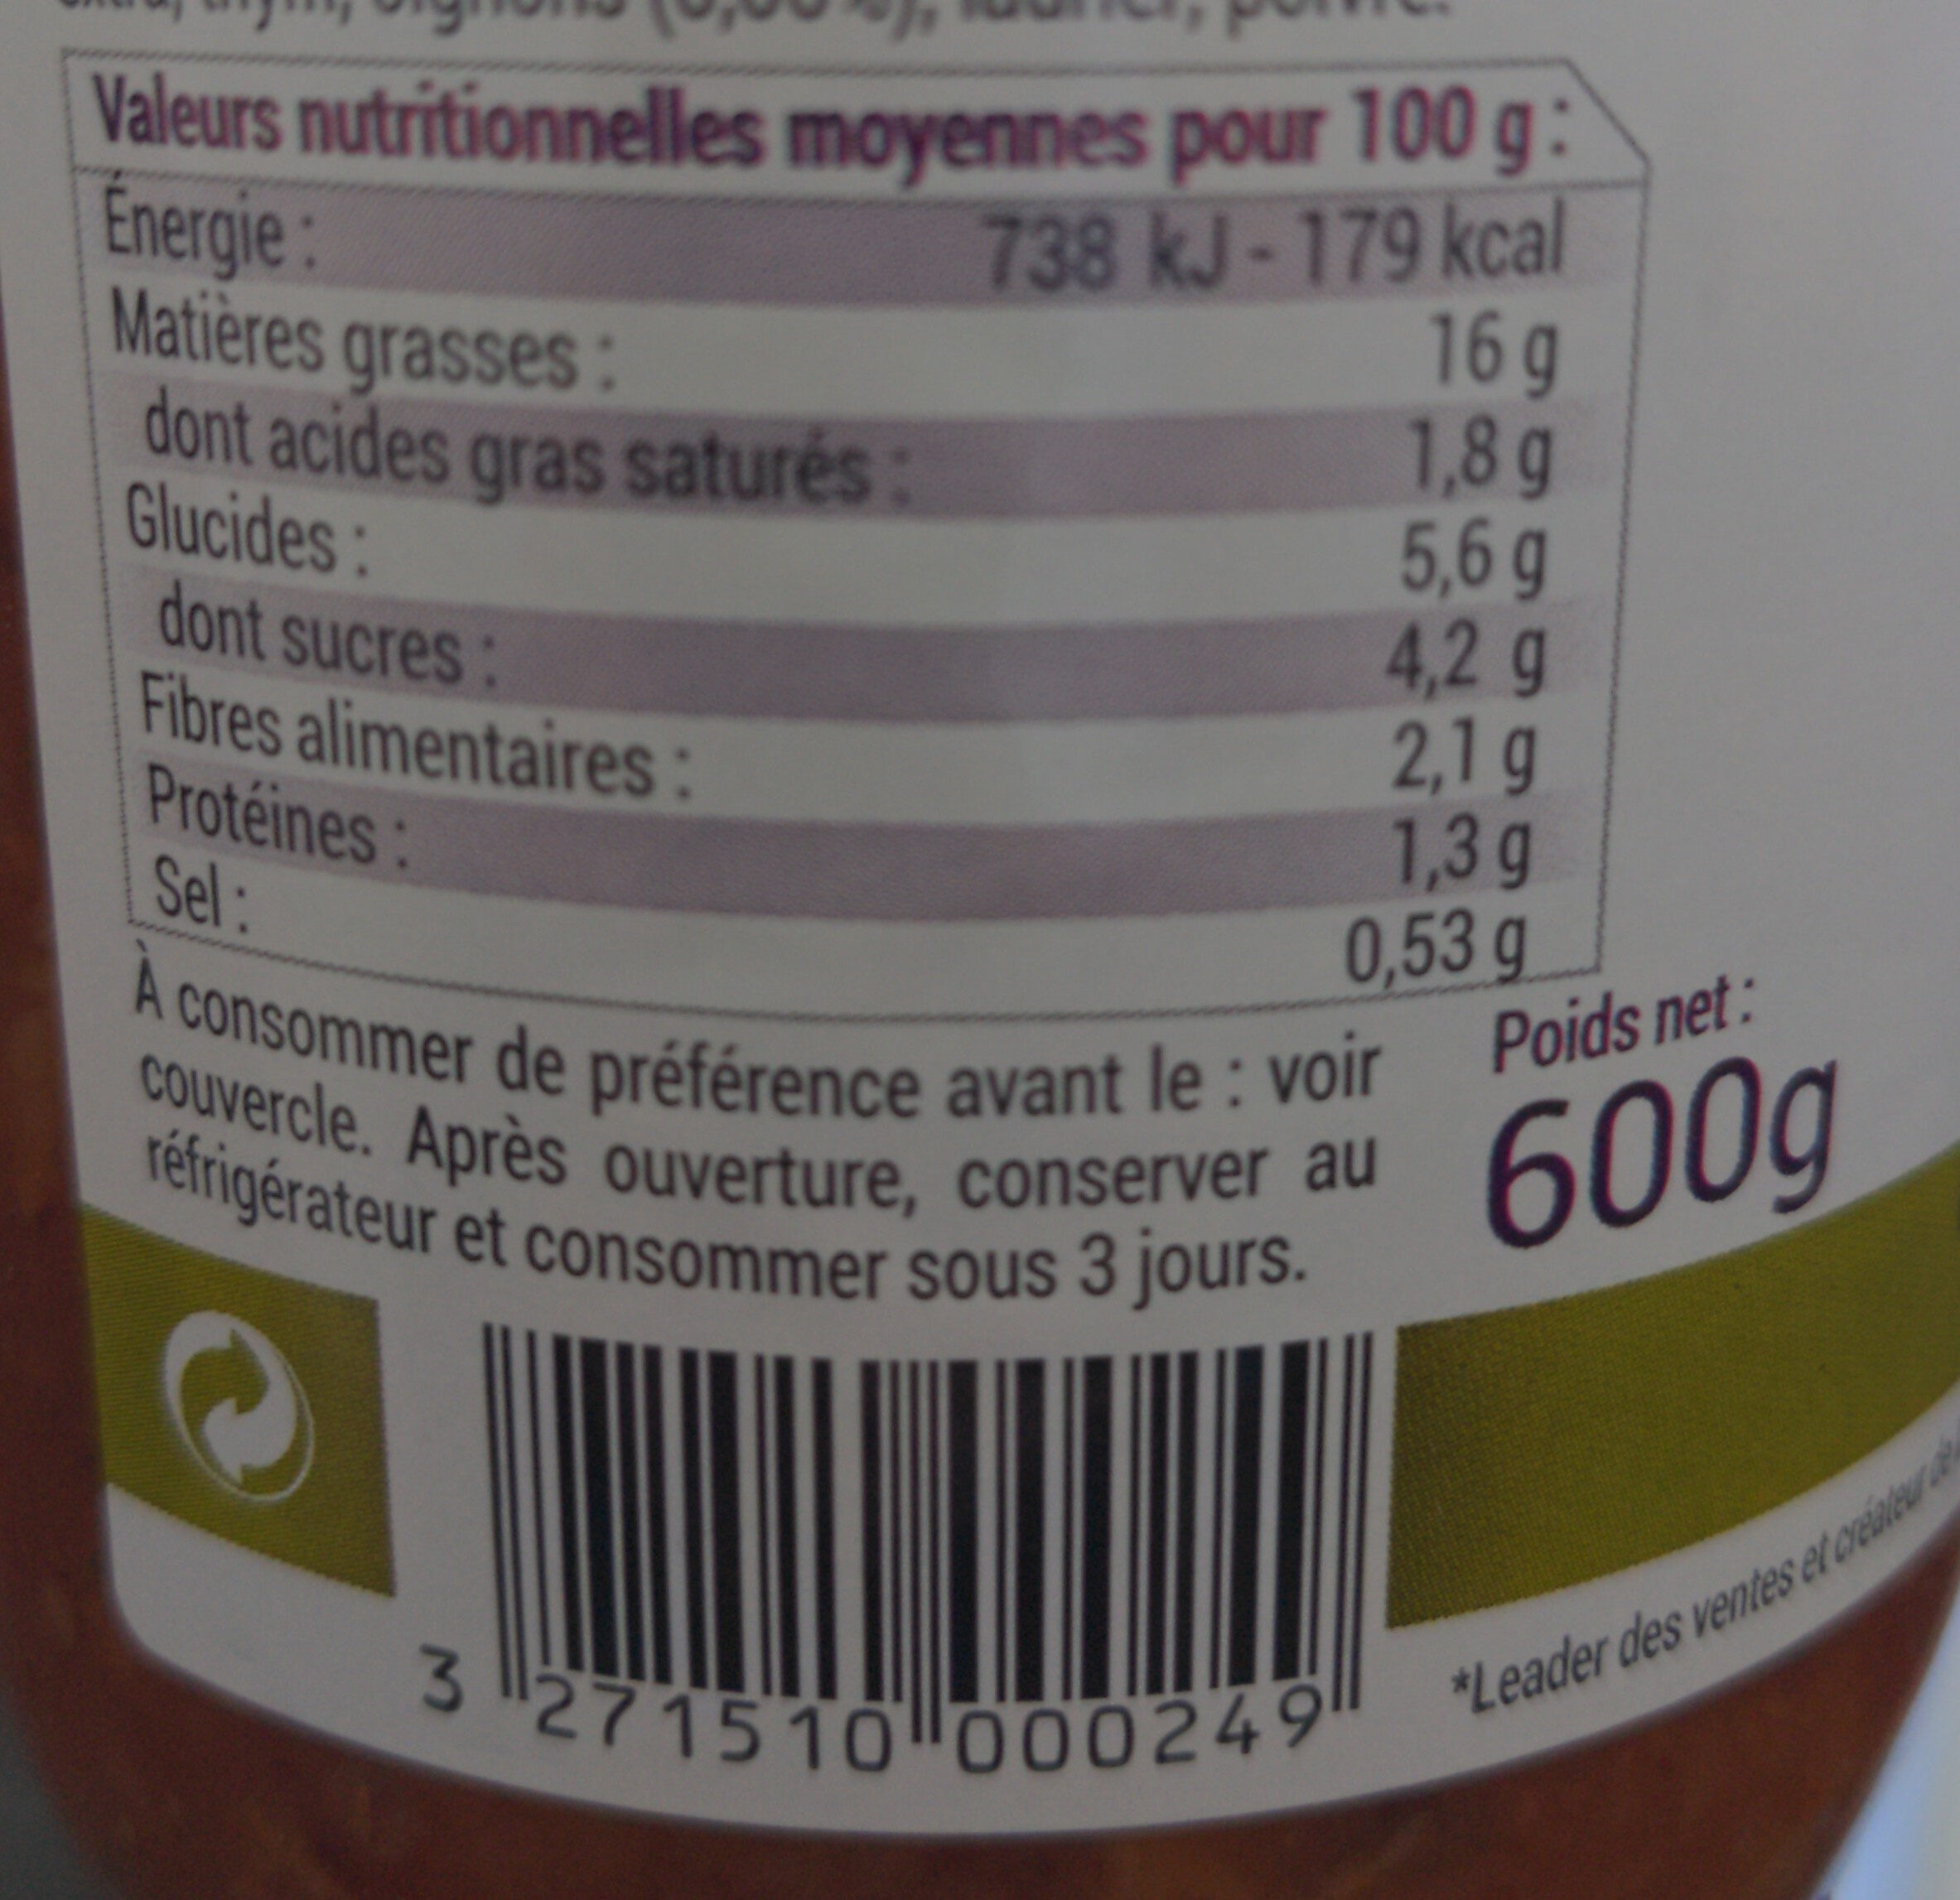 thym, oignons
Valeurs nutritionnelles moyennes pour 100 g :
Énergie : 738 kJ - 179 kcal
Matières grasses : 16 g
dont acides gras saturés : 1,8 g
Glucides : 5,6 g
dont sucres : 4,2 g
Fibres alimentaires : 2,1 g
Protéines : 1,3 g
Sel : 0,53 g
À consommer de préférence avant le : voir
couvercle. Après ouverture, conserver au
réfrigérateur et consommer sous 3 jours.
Poids net :
600g
3 271510 000249
*Leader des ventes et créateur de